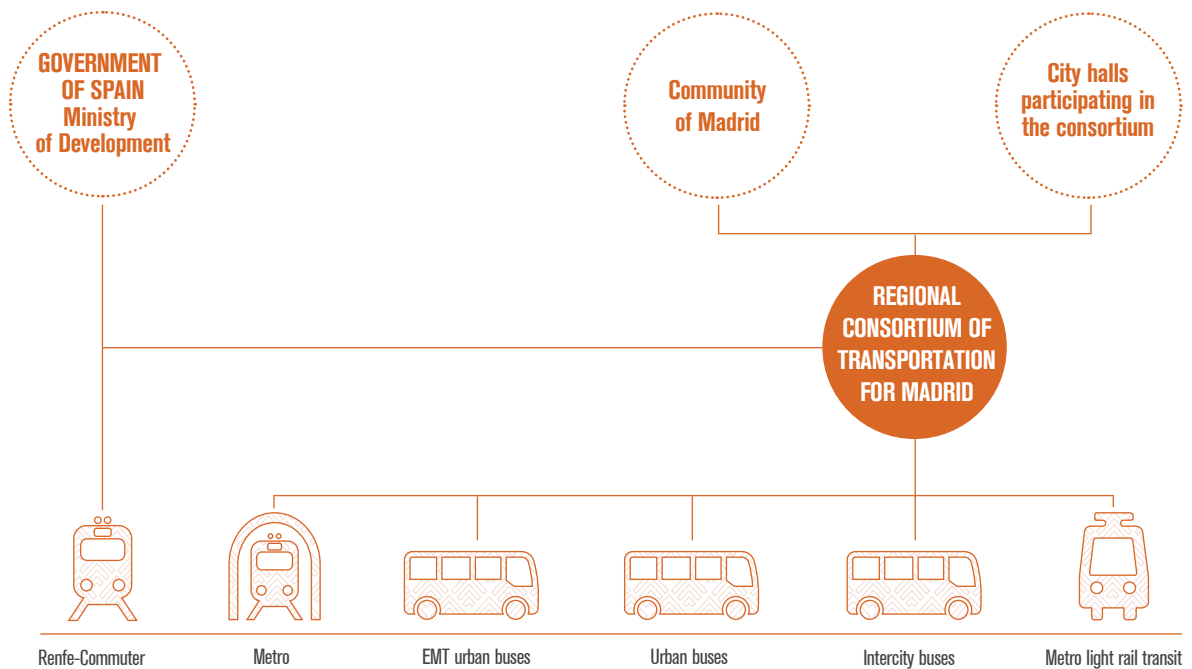 GOVERNMENT
OF SPAIN
Ministry
of Development
Community
of Madrid
City halls
participating in
the consortium
REGIONAL
CONSORTIUM OF
TRANSPORTATION
FOR MADRID
Renfe-Commuter
Metro
EMT urban buses
Urban buses
Intercity buses
Metro light rail transit